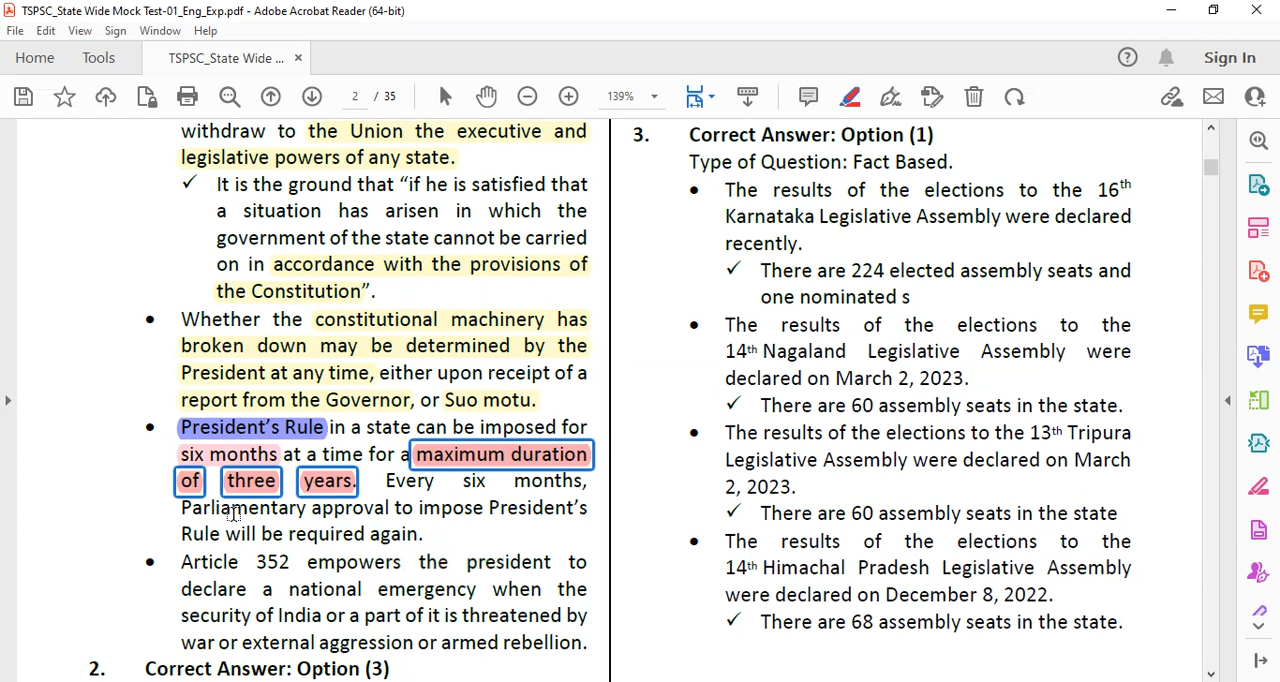 TSPSC_State Wide Mock Test-01_Eng_Exp.pdf - Adobe Acrobat Reader (64-bit)
File Edit View Sign Window Help
Home Tools TSPSC_State Wide ... × Sign In
2 / 35 139%
withdraw to the Union the executive and
legislative powers of any state.
✓ It is the ground that “if he is satisfied that
a situation has arisen in which the
government of the state cannot be carried
on in accordance with the provisions of
the Constitution”.
• Whether the constitutional machinery has
broken down may be determined by the
President at any time, either upon receipt of a
report from the Governor, or Suo motu.
• President’s Rule in a state can be imposed for
six months at a time for a maximum duration
of three years. Every six months,
Parliamentary approval to impose President’s
Rule will be required again.
• Article 352 empowers the president to
declare a national emergency when the
security of India or a part of it is threatened by
war or external aggression or armed rebellion.
2. Correct Answer: Option (3)
3. Correct Answer: Option (1)
Type of Question: Fact Based.
• The results of the elections to the 16th
Karnataka Legislative Assembly were declared
recently.
✓ There are 224 elected assembly seats and
one nominated s
• The results of the elections to the
14th Nagaland Legislative Assembly were
declared on March 2, 2023.
✓ There are 60 assembly seats in the state.
• The results of the elections to the 13th Tripura
Legislative Assembly were declared on March
2, 2023.
✓ There are 60 assembly seats in the state
• The results of the elections to the
14th Himachal Pradesh Legislative Assembly
were declared on December 8, 2022.
✓ There are 68 assembly seats in the state.